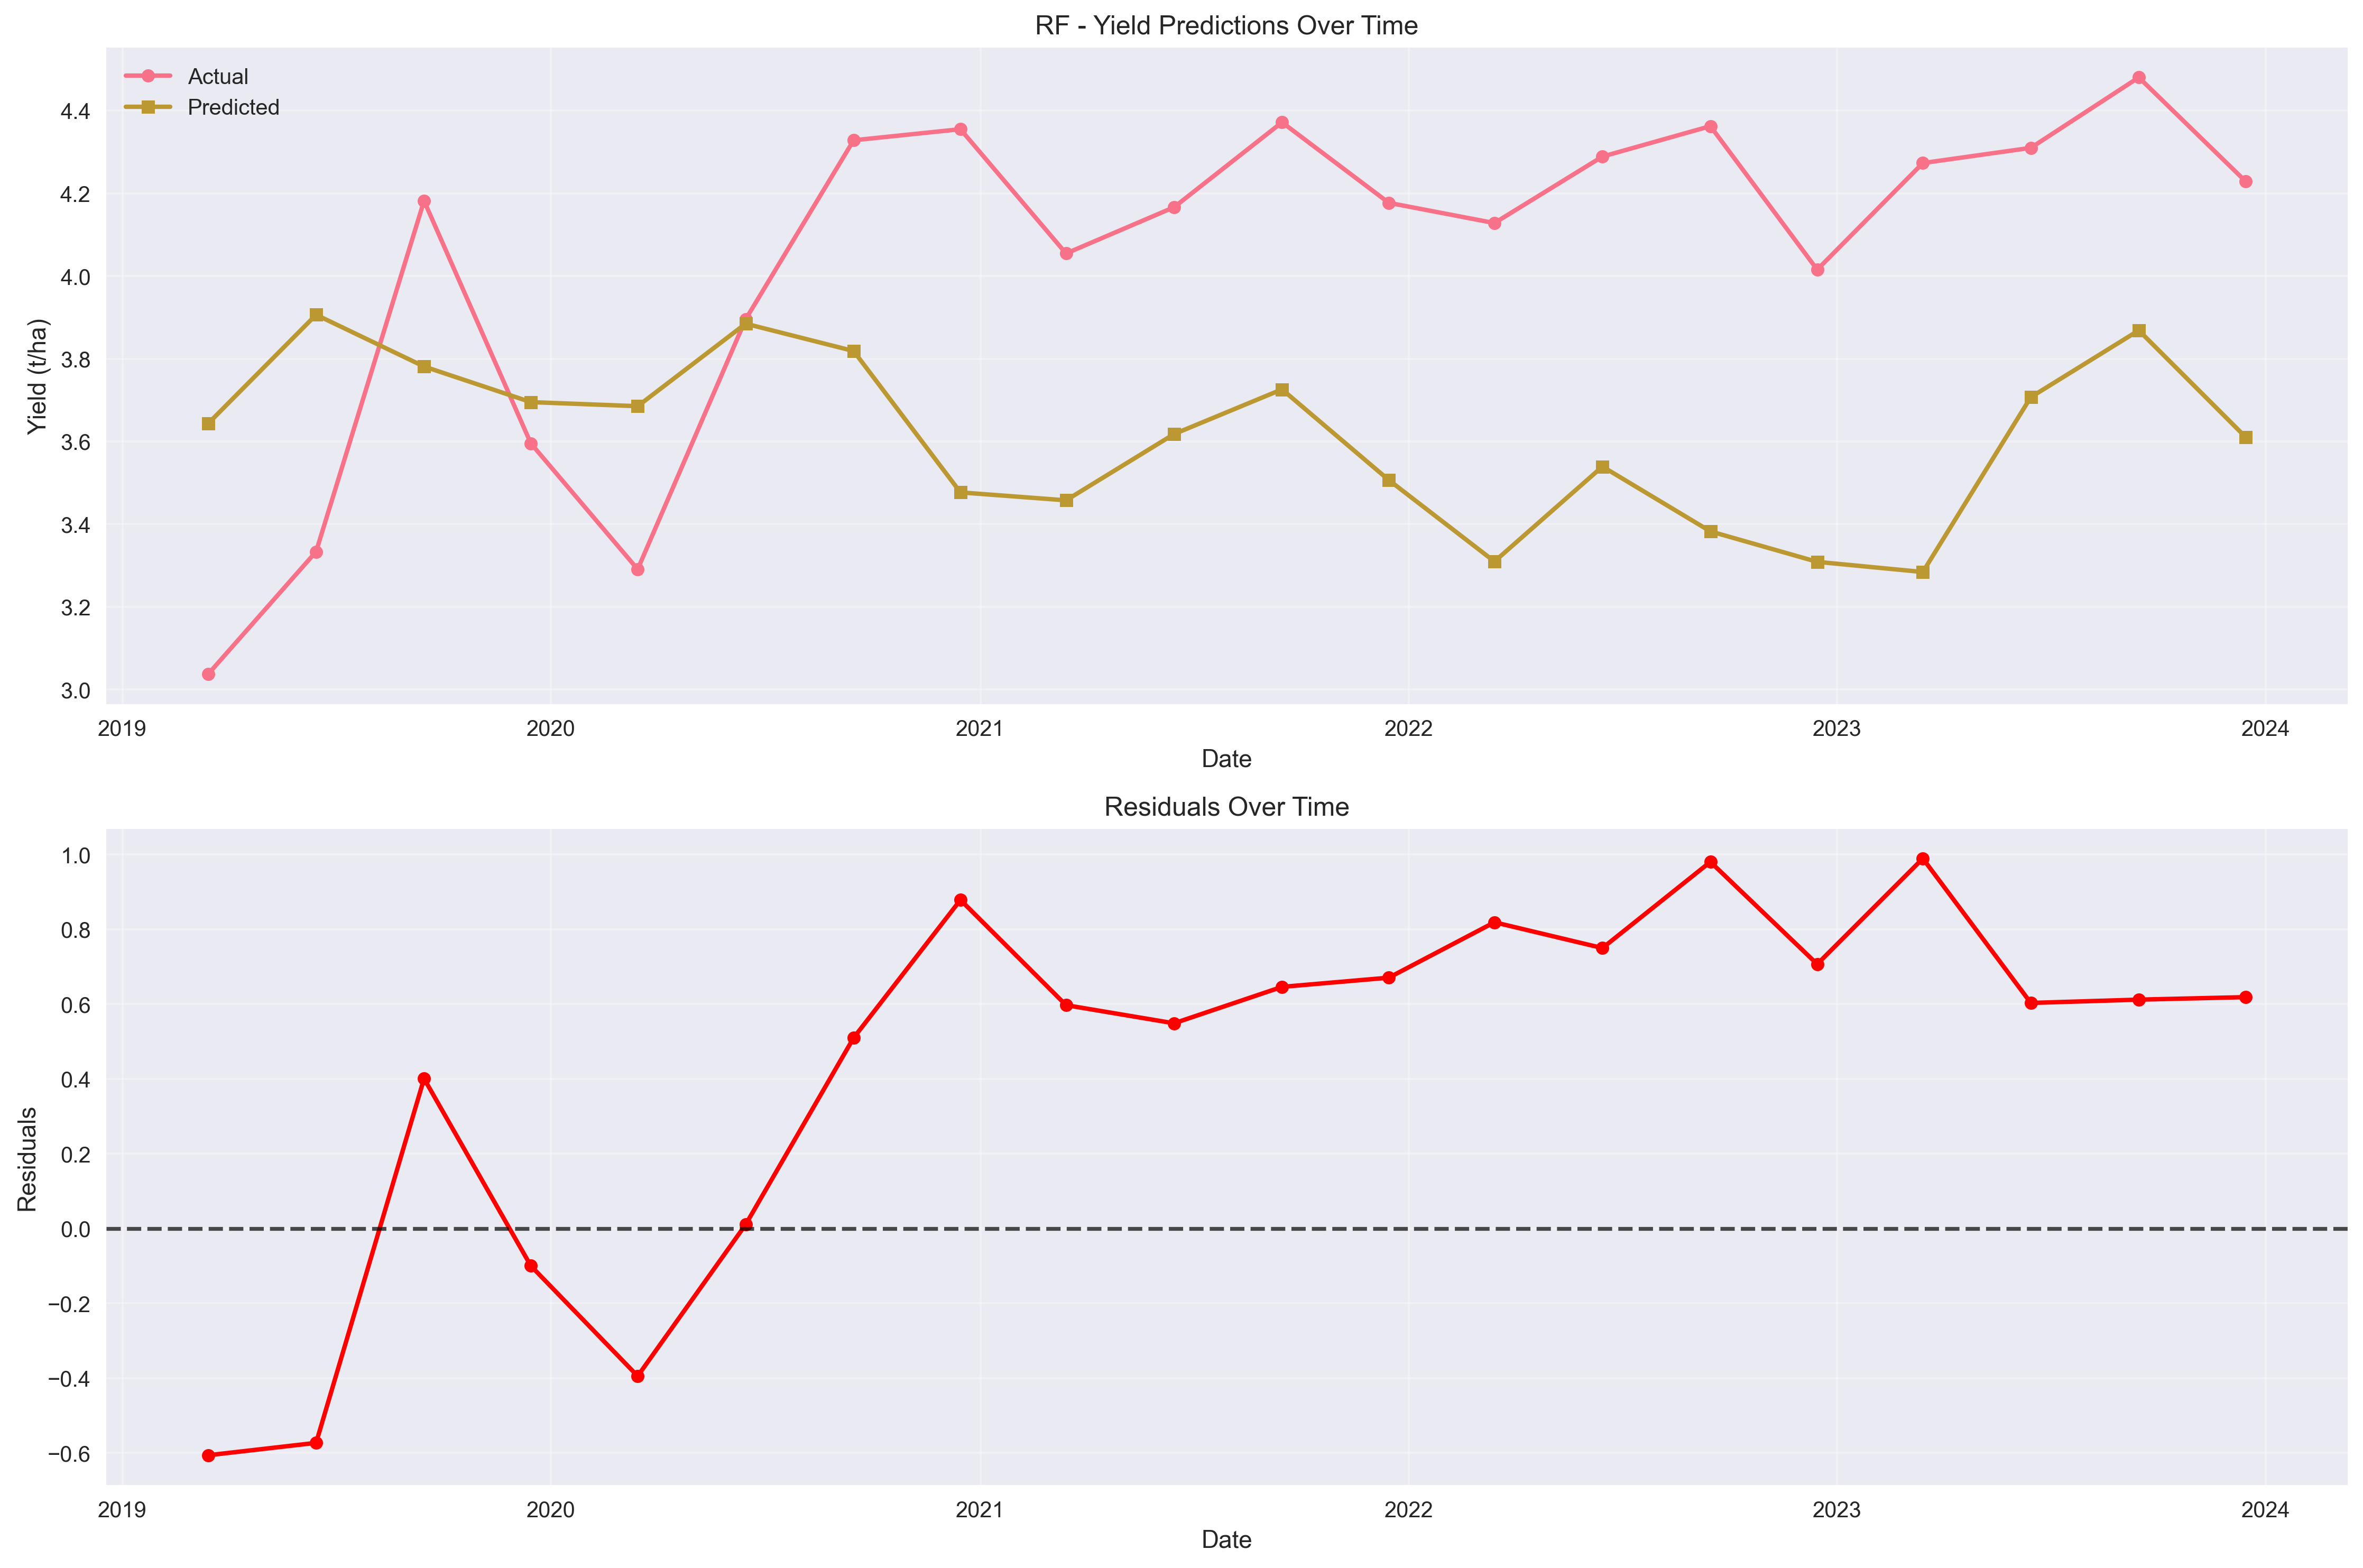 RF - Yield Predictions Over Time
Actual
Predicted
Yield (t/ha)
4.4
4.2
4.0
3.8
3.6
3.4
3.2
3.0
2019 2020 2021 2022 2023 2024
Date
Residuals Over Time
Residuals
1.0
0.8
0.6
0.4
0.2
0.0
−0.2
−0.4
−0.6
2019 2020 2021 2022 2023 2024
Date